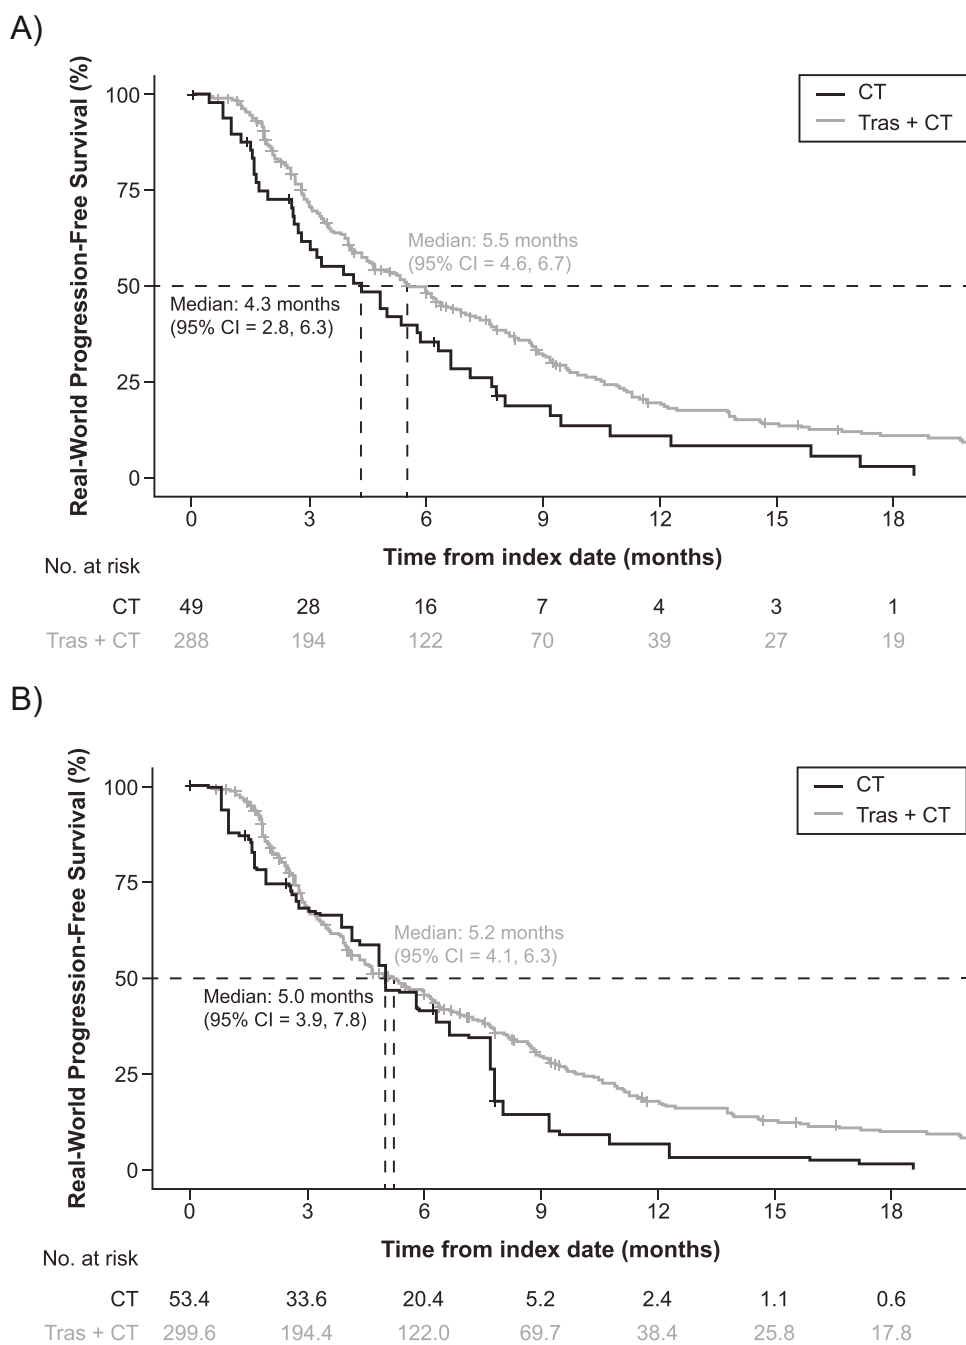 A)
Real-World Progression-Free Survival (%)
100
75
50
25
0
CT
Tras + CT
Median: 5.5 months
(95% CI = 4.6, 6.7)
Median: 4.3 months
(95% CI = 2.8, 6.3)
0 3 6 9 12 15 18
Time from index date (months)
No. at risk
CT 49 28 16 7 4 3 1
Tras + CT 288 194 122 70 39 27 19
B)
Real-World Progression-Free Survival (%)
100
75
50
25
0
CT
Tras + CT
Median: 5.2 months
(95% CI = 4.1, 6.3)
Median: 5.0 months
(95% CI = 3.9, 7.8)
0 3 6 9 12 15 18
Time from index date (months)
No. at risk
CT 53.4 33.6 20.4 5.2 2.4 1.1 0.6
Tras + CT 299.6 194.4 122.0 69.7 38.4 25.8 17.8